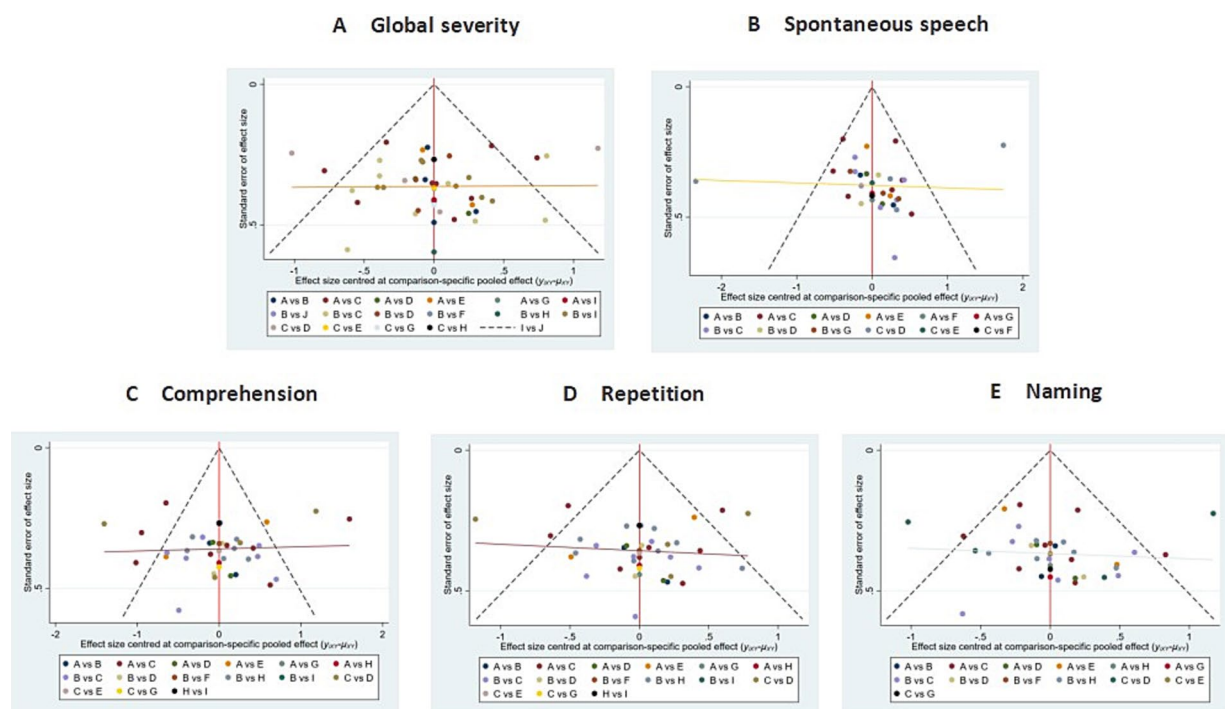 A Global severity
B Spontaneous speech
Standard error of effect size
0
.5
-1 -.5 0 .5 1
Effect size centred at comparison-specific pooled effect (yiXY-μXY)
A vs B A vs C A vs D A vs E A vs G A vs I
B vs J B vs C B vs D B vs F B vs H B vs I
C vs D C vs E C vs G C vs H I vs J
Standard error of effect size
0
.5
-2 -1 0 1 2
Effect size centred at comparison-specific pooled effect (yiXY-μXY)
A vs B A vs C A vs D A vs E A vs F A vs G
B vs C B vs D B vs G C vs D C vs E C vs F
C Comprehension
D Repetition
E Naming
Standard error of effect size
0
.5
-2 -1 0 1 2
Effect size centred at comparison-specific pooled effect (yiXY-μXY)
A vs B A vs C A vs D A vs E A vs G A vs H
B vs C B vs D B vs F B vs H B vs I C vs D
C vs E C vs G H vs I
Standard error of effect size
0
.5
-1 -.5 0 .5 1
Effect size centred at comparison-specific pooled effect (yiXY-μXY)
A vs B A vs C A vs D A vs E A vs G A vs H
B vs C B vs D B vs F B vs H B vs I C vs D
C vs E C vs G H vs I
Standard error of effect size
0
.5
-1 -.5 0 .5 1
Effect size centred at comparison-specific pooled effect (yiXY-μXY)
A vs B A vs C A vs D A vs E A vs H A vs G
B vs C B vs D B vs F B vs H C vs D C vs E
C vs G